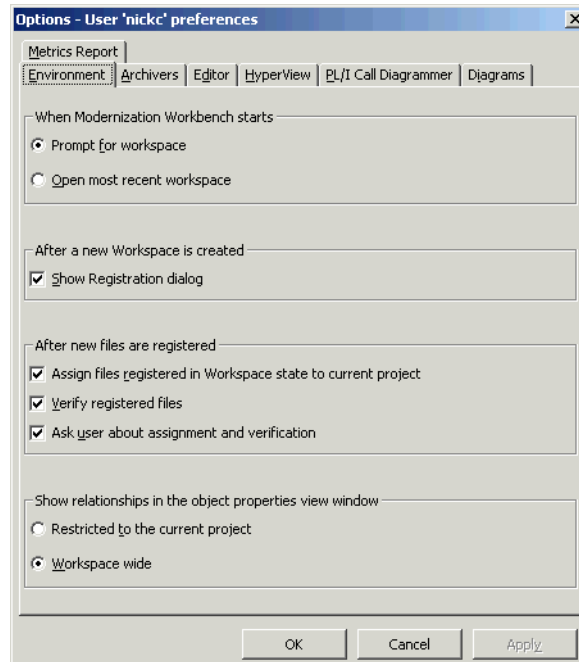 Options - User 'nickc' preferences
Metrics Report
Environment Archivers Editor HyperView PL/I Call Diagrammer Diagrams
When Modernization Workbench starts
Prompt for workspace
Open most recent workspace
After a new Workspace is created
Show Registration dialog
After new files are registered
Assign files registered in Workspace state to current project
Verify registered files
Ask user about assignment and verification
Show relationships in the object properties view window
Restricted to the current project
Workspace wide
OK Cancel Apply